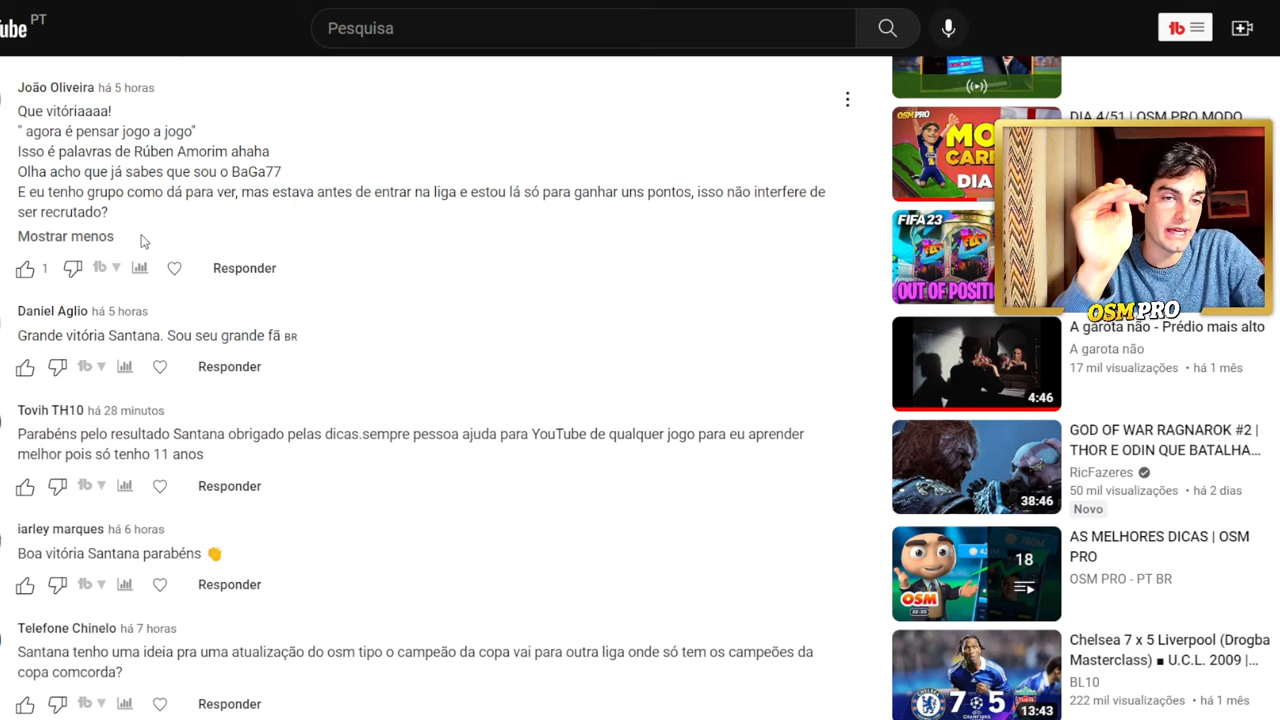 Tube PT
Pesquisa
João Oliveira há 5 horas
Que vitóriaaaa!
" agora é pensar jogo a jogo"
Isso é palavras de Rúben Amorim ahaha
Olha acho que já sabes que sou o BaGa77
E eu tenho grupo como dá para ver, mas estava antes de entrar na liga e estou lá só para ganhar uns pontos, isso não interfere de
ser recrutado?
Mostrar menos
1
Responder
Daniel Aglio há 5 horas
Grande vitória Santana. Sou seu grande fã BR
Responder
Tovih TH10 há 28 minutos
Parabéns pelo resultado Santana obrigado pelas dicas.sempre pessoa ajuda para YouTube de qualquer jogo para eu aprender
melhor pois só tenho 11 anos
Responder
iarley marques há 6 horas
Boa vitória Santana parabéns 👏
Responder
Telefone Chinelo há 7 horas
Santana tenho uma ideia pra uma atualização do osm tipo o campeão da copa vai para outra liga onde só tem os campeões da
copa comcorda?
Responder
DIA 4/51 | OSM PRO MODO
OSM PRO
MO
CARR
DIA
FIFA 23
OUT OF POSITI
OSM PRO
A garota não - Prédio mais alto
A garota não
17 mil visualizações • há 1 mês
4:46
GOD OF WAR RAGNAROK #2 |
THOR E ODIN QUE BATALHA...
RicFazeres
50 mil visualizações • há 2 dias
Novo
38:46
AS MELHORES DICAS | OSM
PRO
OSM PRO - PT BR
18
OSM
Chelsea 7 x 5 Liverpool (Drogba
Masterclass) ■ U.C.L. 2009 |...
BL10
222 mil visualizações • há 1 mês
7 5
13:43